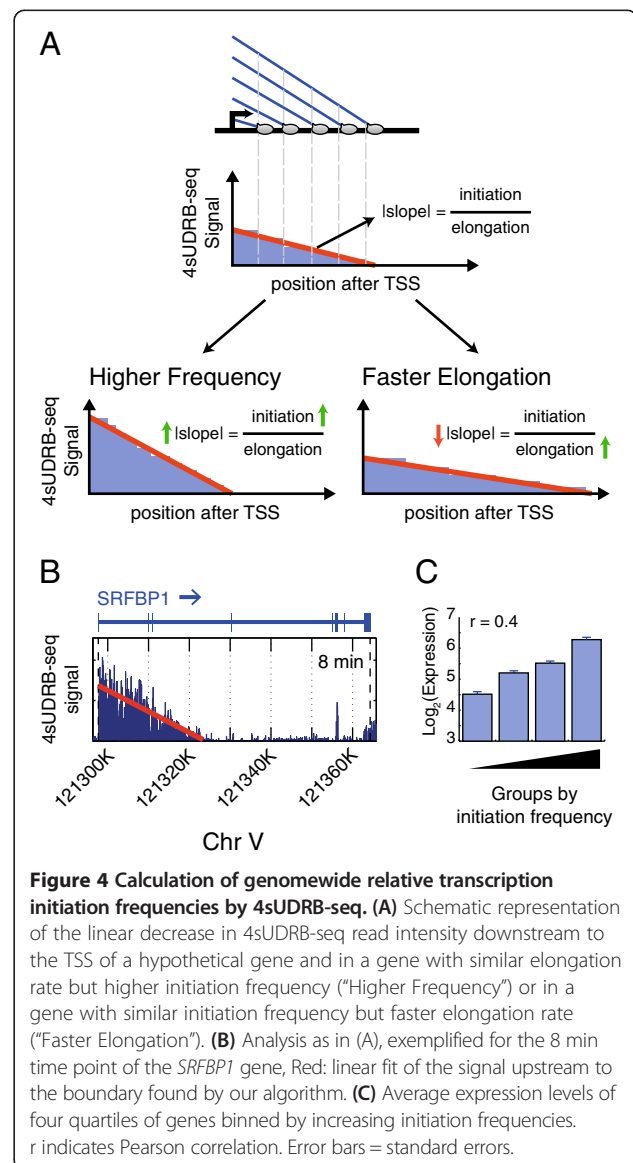 A
4sUDRB-seq
Signal
|slope| = initiation
elongation
position after TSS
Higher Frequency
Faster Elongation
4sUDRB-seq
Signal
|slope| = initiation
elongation
position after TSS
|slope| = initiation
elongation
position after TSS
B
SRFBP1
4sUDRB-seq
signal
8 min
121300K
121320K
121340K
121360K
Chr V
C
Log2(Expression)
7
6
5
4
3
r = 0.4
Groups by
initiation frequency
Figure 4 Calculation of genomewide relative transcription
initiation frequencies by 4sUDRB-seq. (A) Schematic representation
of the linear decrease in 4sUDRB-seq read intensity downstream to
the TSS of a hypothetical gene and in a gene with similar elongation
rate but higher initiation frequency (“Higher Frequency”) or in a
gene with similar initiation frequency but faster elongation rate
(“Faster Elongation”). (B) Analysis as in (A), exemplified for the 8 min
time point of the SRFBP1 gene, Red: linear fit of the signal upstream to
the boundary found by our algorithm. (C) Average expression levels of
four quartiles of genes binned by increasing initiation frequencies.
r indicates Pearson correlation. Error bars = standard errors.